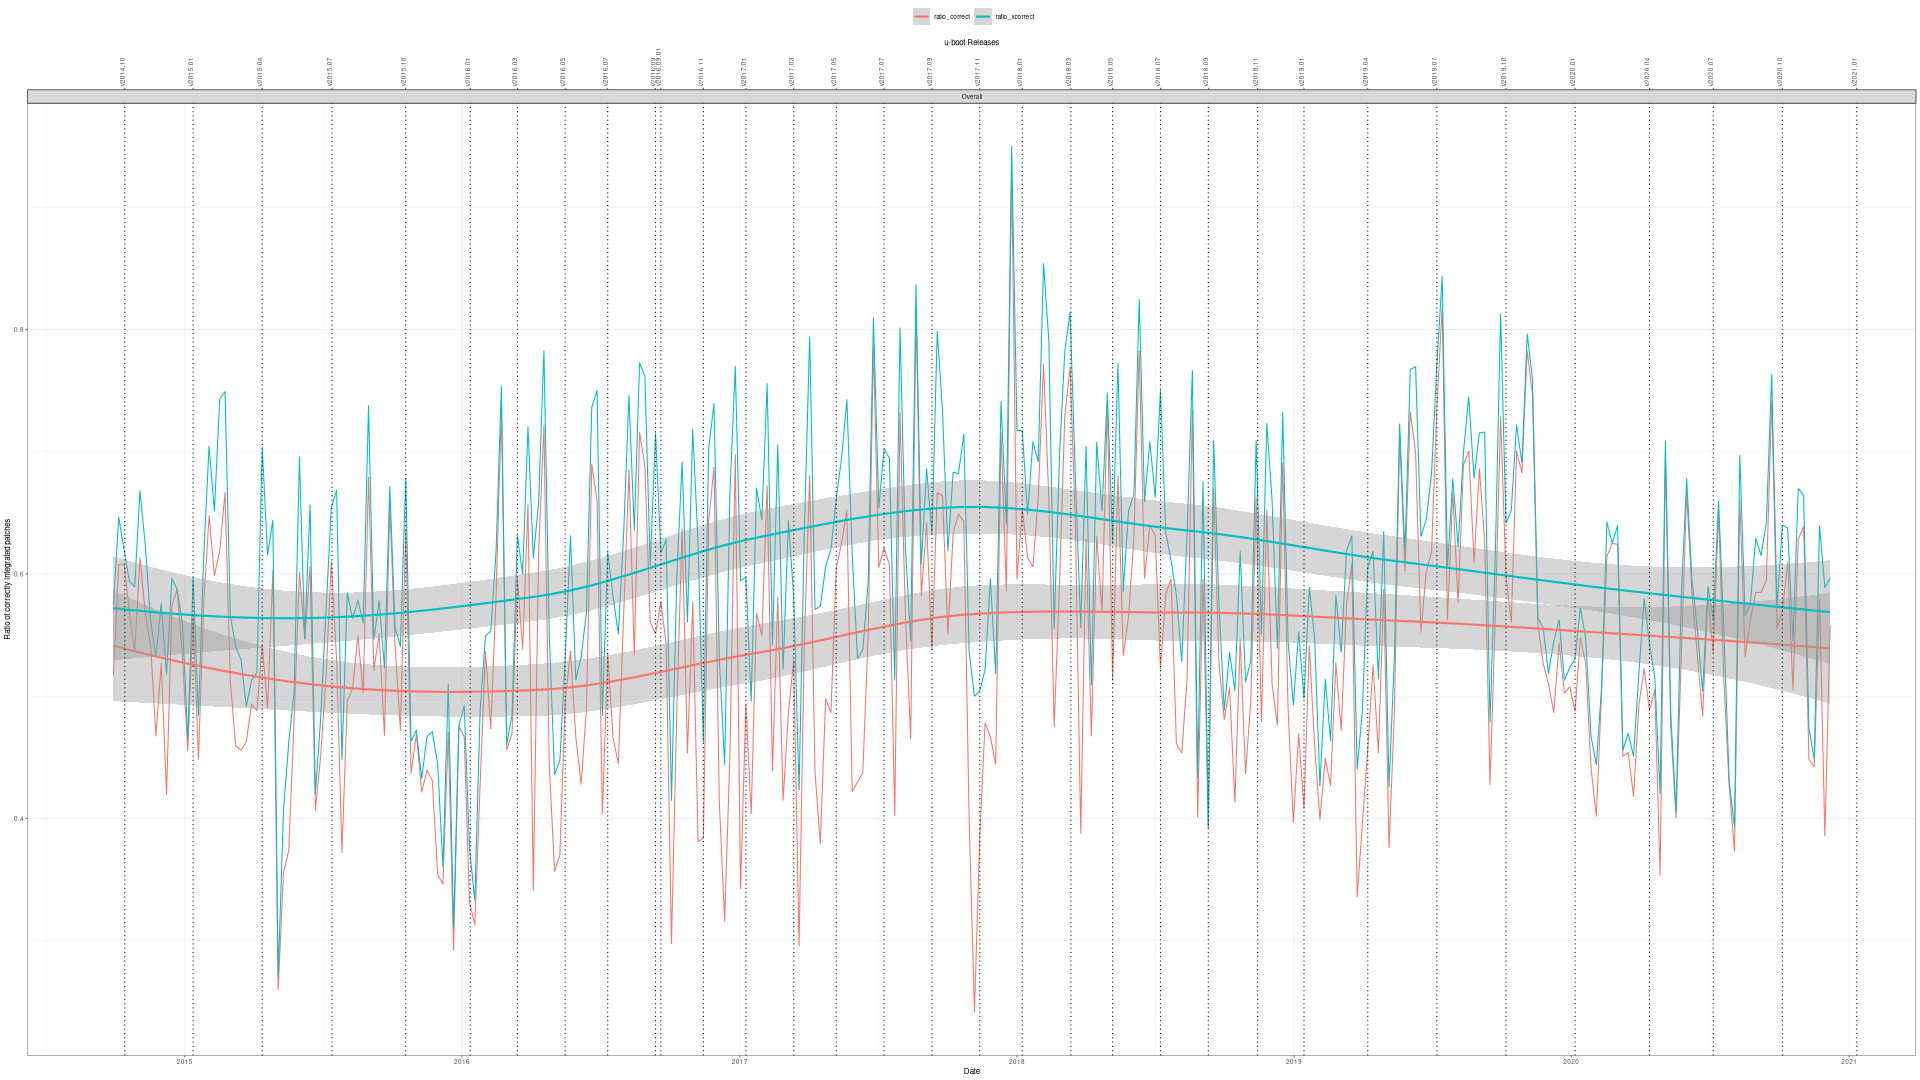 ratio_correct ratio_xcorrect
u-boot Releases
v2014.10 v2015.01 v2015.04 v2015.07 v2015.10 v2016.01 v2016.03 v2016.05 v2016.07 v2016.09 v2016.09.01 v2016.11 v2017.01 v2017.03 v2017.05 v2017.07 v2017.09 v2017.11 v2018.01 v2018.03 v2018.05 v2018.07 v2018.09 v2018.11 v2019.01 v2019.04 v2019.07 v2019.10 v2020.01 v2020.04 v2020.07 v2020.10 v2021.01
Overall
Ratio of correctly integrated patches
0.8
0.6
0.4
2015 2016 2017 2018 2019 2020 2021
Date